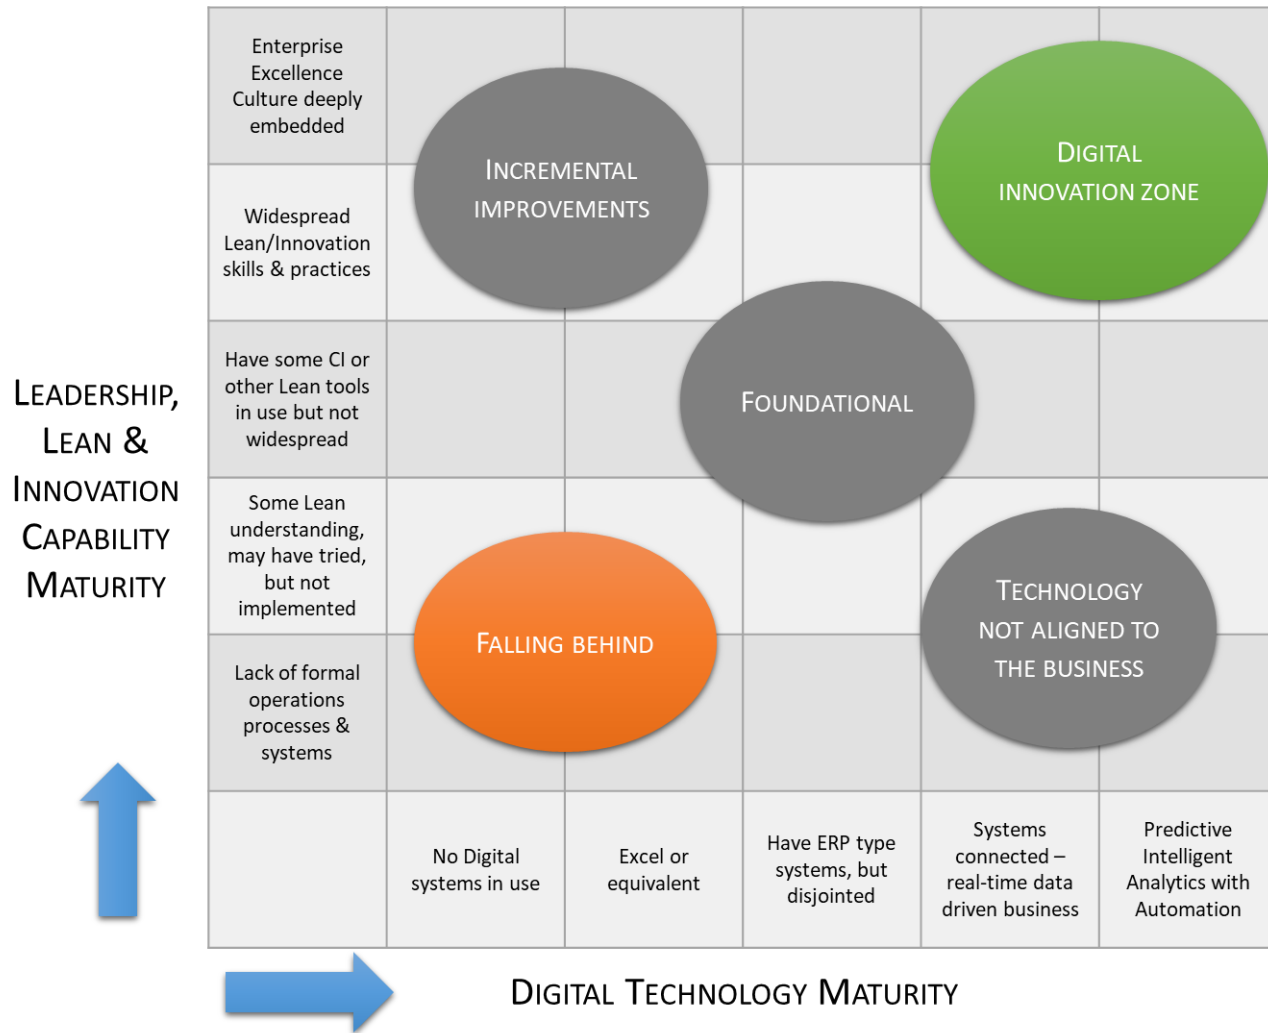 Enterprise
Excellence
Culture deeply
embedded
INCREMENTAL
IMPROVEMENTS
DIGITAL
INNOVATION ZONE
Widespread
Lean/Innovation
skills & practices
LEADERSHIP,
LEAN &
INNOVATION
CAPABILITY
MATURITY
Have some CI or
other Lean tools
in use but not
widespread
FOUNDATIONAL
Some Lean
understanding,
may have tried,
but not
implemented
FALLING BEHIND
TECHNOLOGY
NOT ALIGNED TO
THE BUSINESS
Lack of formal
operations
processes &
systems
No Digital
systems in use
Excel or
equivalent
Have ERP type
systems, but
disjointed
Systems
connected –
real-time data
driven business
Predictive
Intelligent
Analytics with
Automation
DIGITAL TECHNOLOGY MATURITY